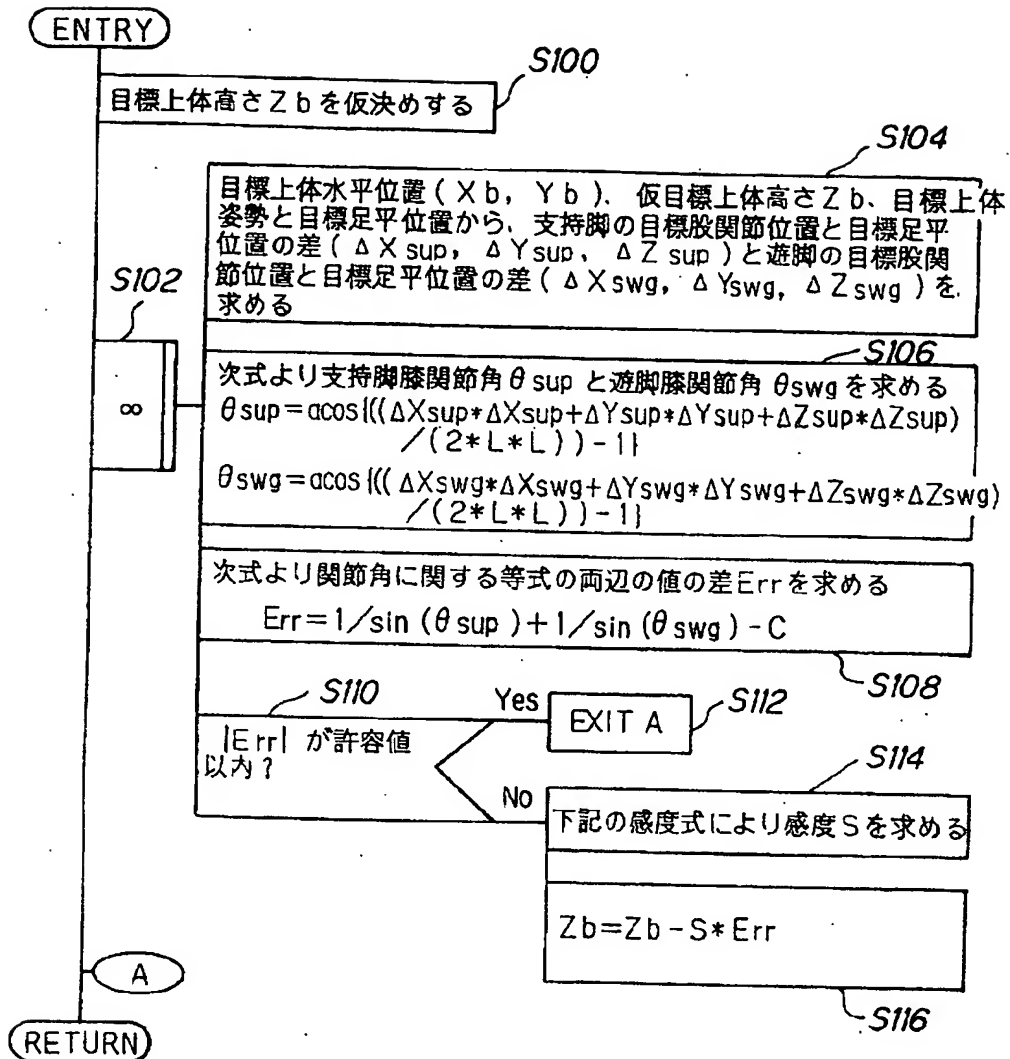 ENTRY
S100
目標上体高さZbを仮決めする
S104
目標上体水平位置(Xb, Yb)、仮目標上体高さZb、目標上体
姿勢と目標足平位置から、支持脚の目標股関節位置と目標足平
位置の差(ΔXsup, ΔYsup, ΔZsup)と遊脚の目標股関
節位置と目標足平位置の差(ΔXswg, ΔYswg, ΔZswg)を
求める
S102
∞
S106
次式より支持脚膝関節角θsupと遊脚膝関節角θswgを求める
θsup=acos{((ΔXsup*ΔXsup+ΔYsup*ΔYsup+ΔZsup*ΔZsup)
/(2*L*L))-1}
θswg=acos{((ΔXswg*ΔXswg+ΔYswg*ΔYswg+ΔZswg*ΔZswg)
/(2*L*L))-1}
次式より関節角に関する等式の両辺の値の差Errを求める
Err=1/sin(θsup)+1/sin(θswg)-C
S108
S110
|Err|が許容値
以内?
Yes
EXIT A
S112
No
S114
下記の感度式により感度Sを求める
Zb=Zb-S*Err
S116
A
RETURN